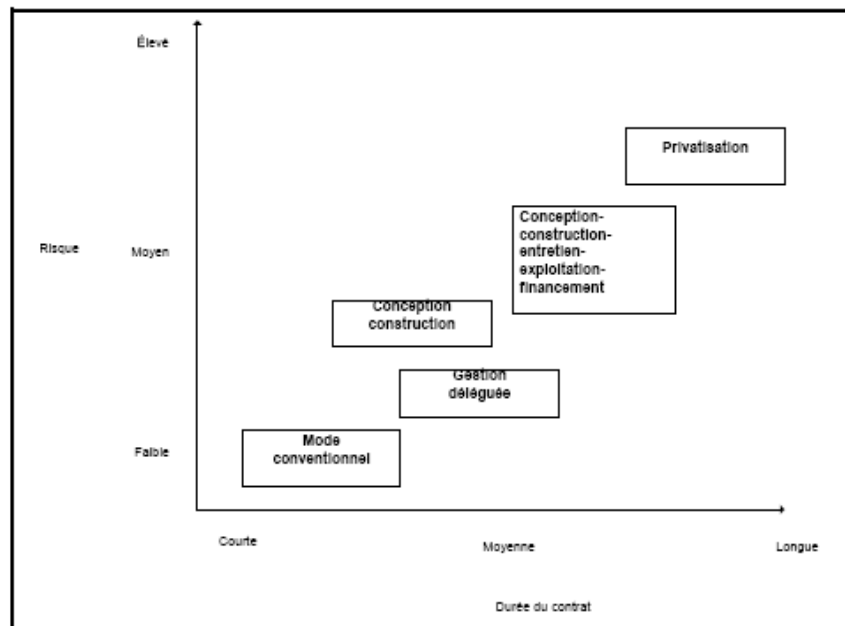 Élevé
Privatisation
Conception-
construction-
entretien-
exploitation-
financement
Risque
Moyen
Conception
construction
Gestion
déléguée
Mode
conventionnel
Faible
Courte
Moyenne
Longue
Durée du contrat